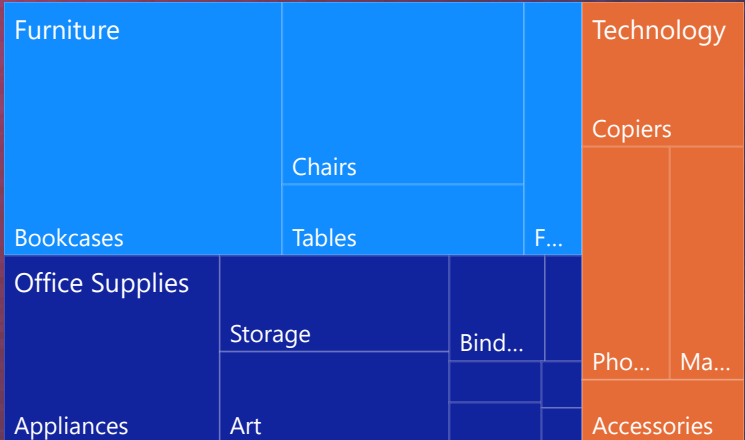 Furniture
Bookcases
Chairs
Tables
F...
Office Supplies
Appliances
Storage
Art
Bind...
Technology
Copiers
Pho...
Ma...
Accessories